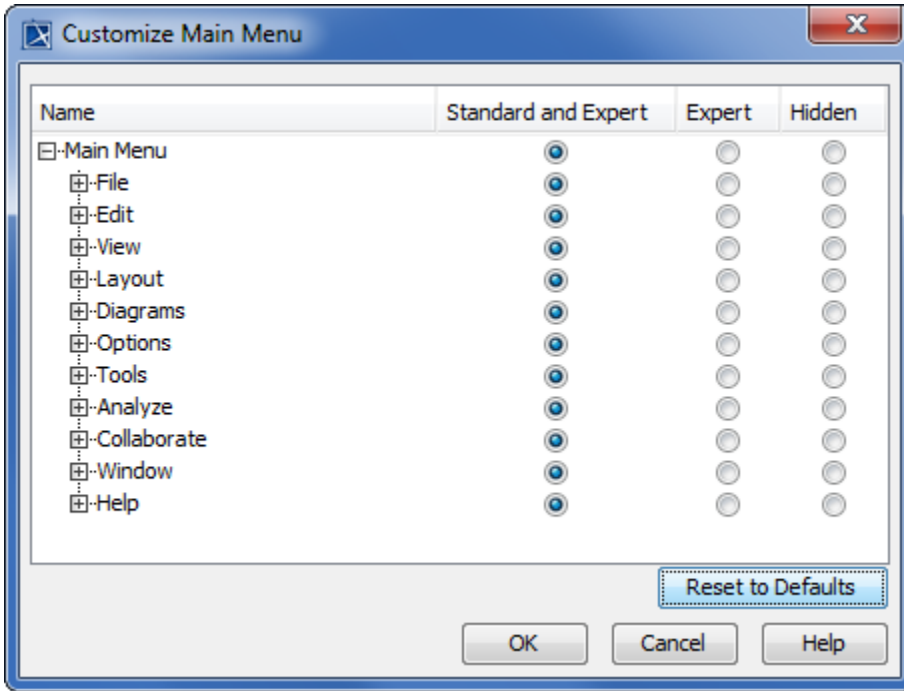 Customize Main Menu
Name Standard and Expert Expert Hidden
Main Menu
File
Edit
View
Layout
Diagrams
Options
Tools
Analyze
Collaborate
Window
Help
Reset to Defaults
OK Cancel Help